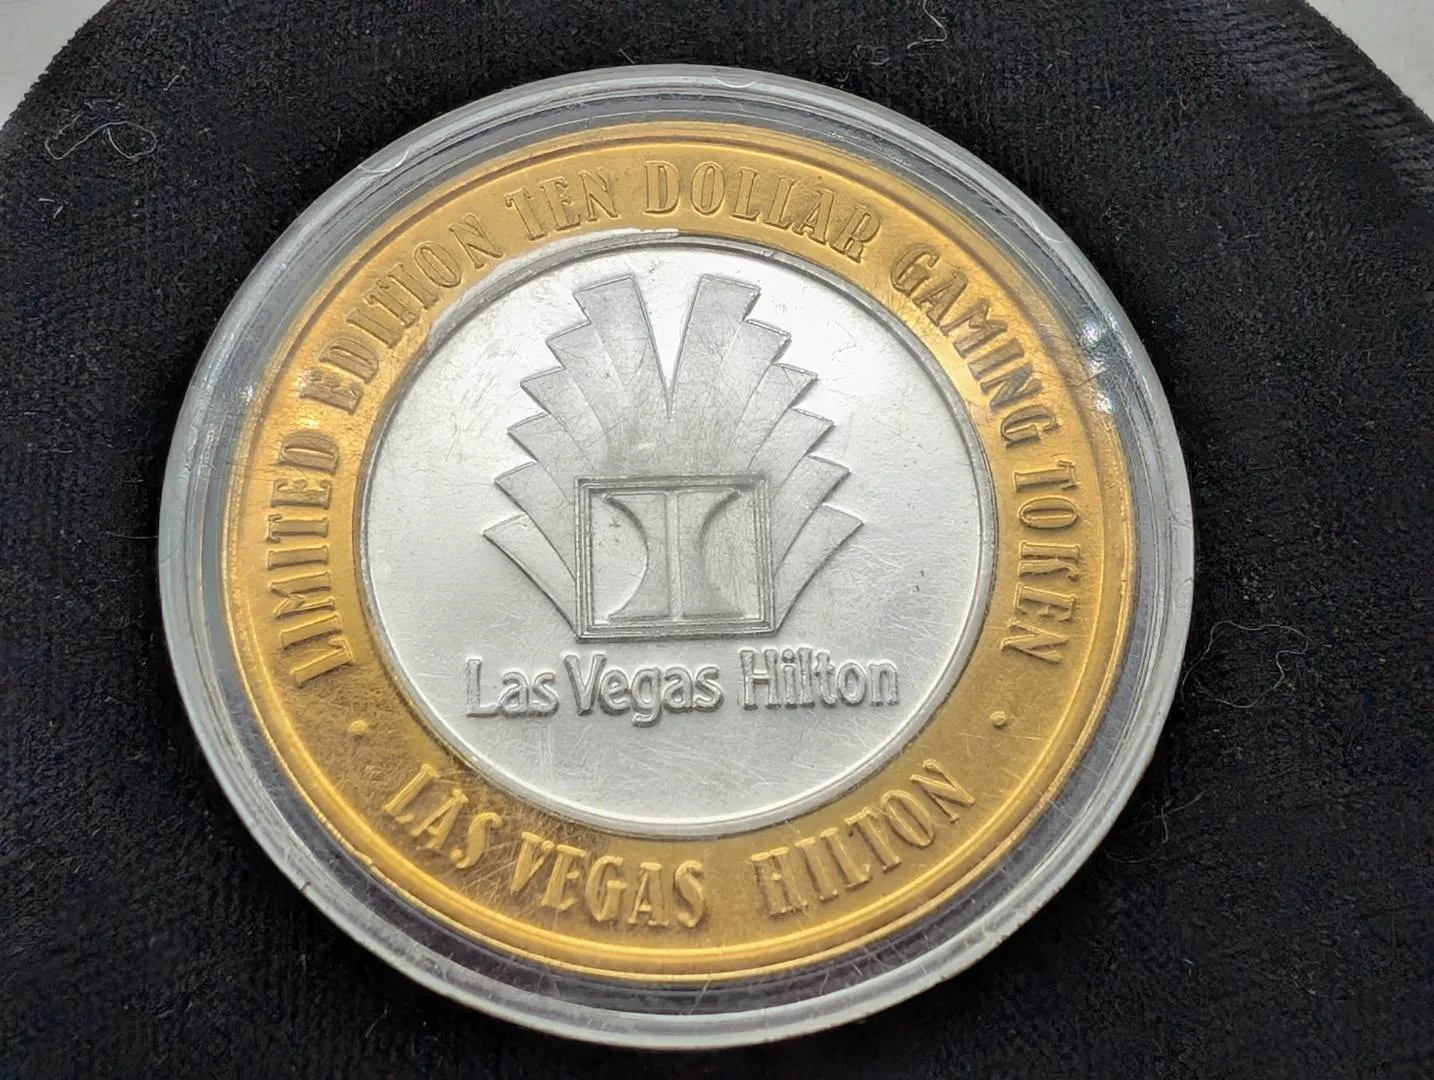 LIMITED EDITION TEN DOLLAR GAMING TOKEN
Las Vegas Hilton
· LAS VEGAS HILTON ·